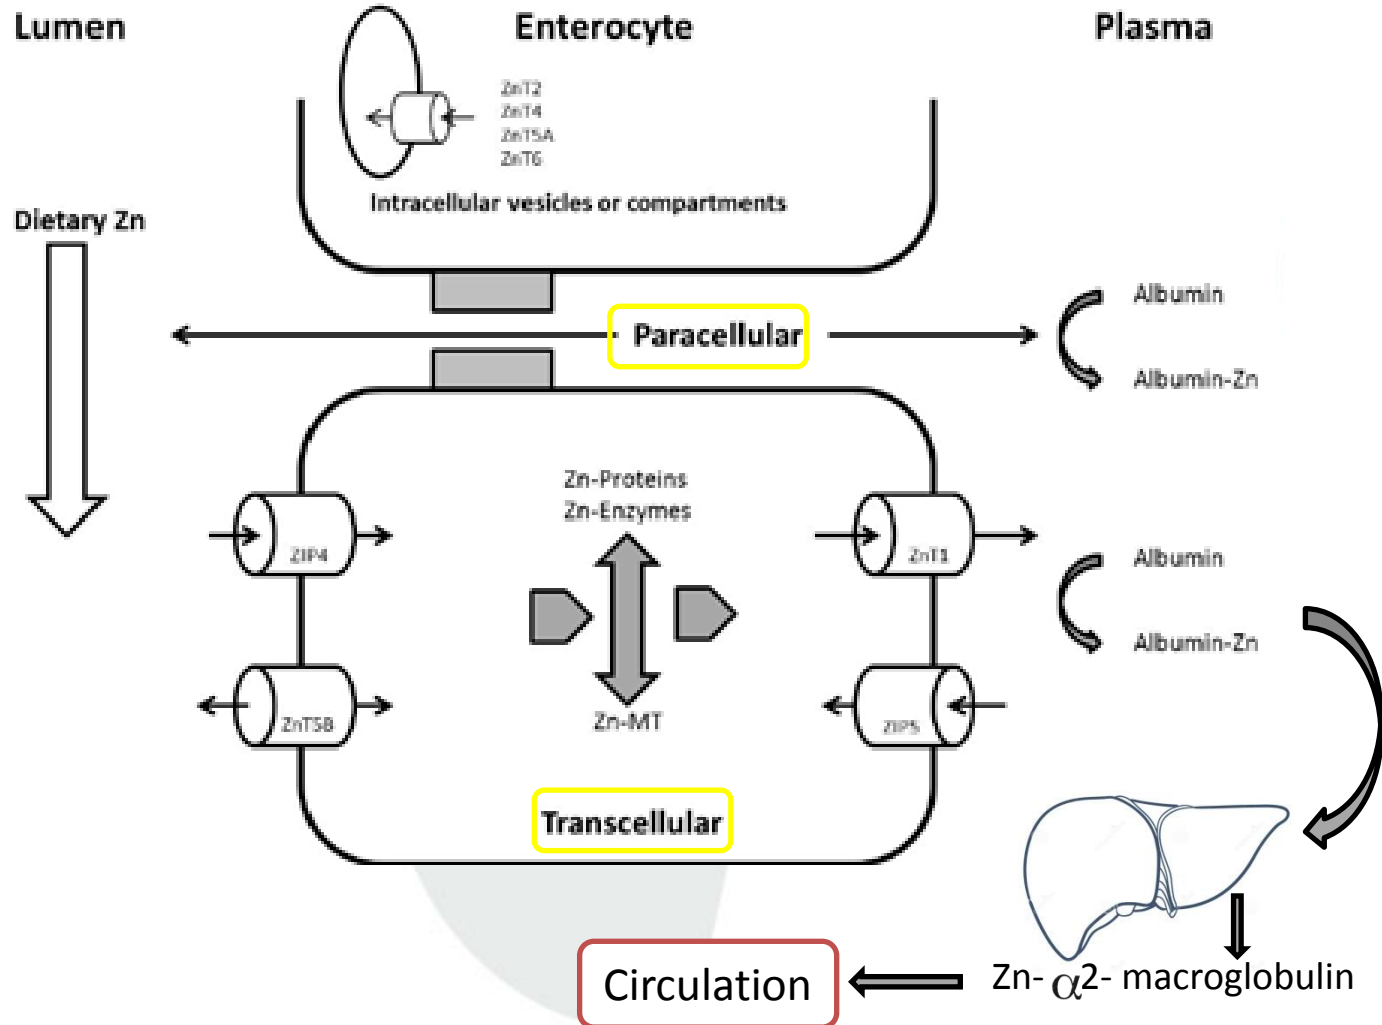 Lumen
Enterocyte
Plasma
ZnT2
ZnT4
ZnT5A
ZnT6
Intracellular vesicles or compartments
Dietary Zn
Paracellular
Albumin
Albumin-Zn
Zn-Proteins
Zn-Enzymes
ZIP4
ZnT1
Albumin
Albumin-Zn
ZnT5B
Zn-MT
ZIP5
Transcellular
Circulation
Zn- α2- macroglobulin